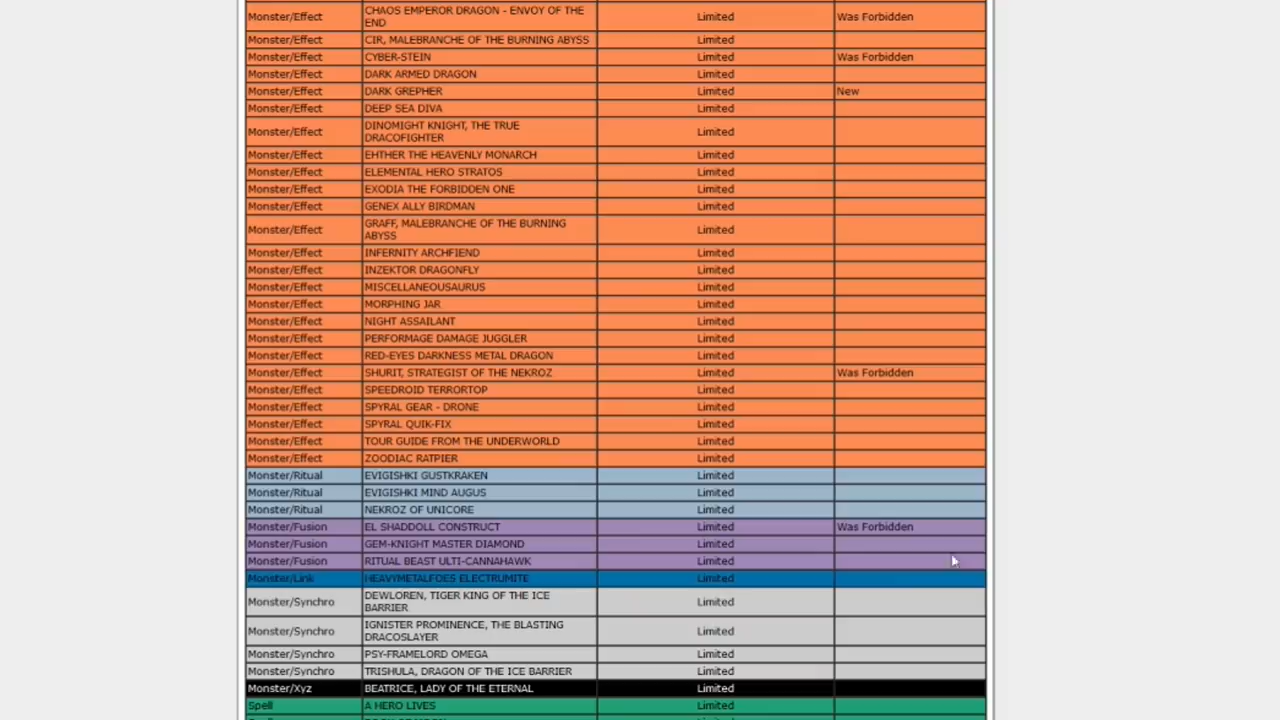 Monster/Effect CHAOS EMPEROR DRAGON - ENVOY OF THE END Limited Was Forbidden
Monster/Effect CIR, MALEBRANCHE OF THE BURNING ABYSS Limited
Monster/Effect CYBER-STEIN Limited Was Forbidden
Monster/Effect DARK ARMED DRAGON Limited
Monster/Effect DARK GREPHER Limited New
Monster/Effect DEEP SEA DIVA Limited
Monster/Effect DINOMIGHT KNIGHT, THE TRUE DRACOFIGHTER Limited
Monster/Effect EHTHER THE HEAVENLY MONARCH Limited
Monster/Effect ELEMENTAL HERO STRATOS Limited
Monster/Effect EXODIA THE FORBIDDEN ONE Limited
Monster/Effect GENEX ALLY BIRDMAN Limited
Monster/Effect GRAFF, MALEBRANCHE OF THE BURNING ABYSS Limited
Monster/Effect INFERNITY ARCHFIEND Limited
Monster/Effect INZEKTOR DRAGONFLY Limited
Monster/Effect MISCELLANEOUSAURUS Limited
Monster/Effect MORPHING JAR Limited
Monster/Effect NIGHT ASSAILANT Limited
Monster/Effect PERFORMAGE DAMAGE JUGGLER Limited
Monster/Effect RED-EYES DARKNESS METAL DRAGON Limited
Monster/Effect SHURIT, STRATEGIST OF THE NEKROZ Limited Was Forbidden
Monster/Effect SPEEDROID TERRORTOP Limited
Monster/Effect SPYRAL GEAR - DRONE Limited
Monster/Effect SPYRAL QUIK-FIX Limited
Monster/Effect TOUR GUIDE FROM THE UNDERWORLD Limited
Monster/Effect ZOODIAC RATPIER Limited
Monster/Ritual EVIGISHKI GUSTKRAKEN Limited
Monster/Ritual EVIGISHKI MIND AUGUS Limited
Monster/Ritual NEKROZ OF UNICORE Limited
Monster/Fusion EL SHADDOLL CONSTRUCT Limited Was Forbidden
Monster/Fusion GEM-KNIGHT MASTER DIAMOND Limited
Monster/Fusion RITUAL BEAST ULTI-CANNAHAWK Limited
Monster/Link HEAVYMETALFOES ELECTRUMITE Limited
Monster/Synchro DEWLOREN, TIGER KING OF THE ICE BARRIER Limited
Monster/Synchro IGNISTER PROMINENCE, THE BLASTING DRACOSLAYER Limited
Monster/Synchro PSY-FRAMELORD OMEGA Limited
Monster/Synchro TRISHULA, DRAGON OF THE ICE BARRIER Limited
Monster/Xyz BEATRICE, LADY OF THE ETERNAL Limited
Spell A HERO LIVES Limited